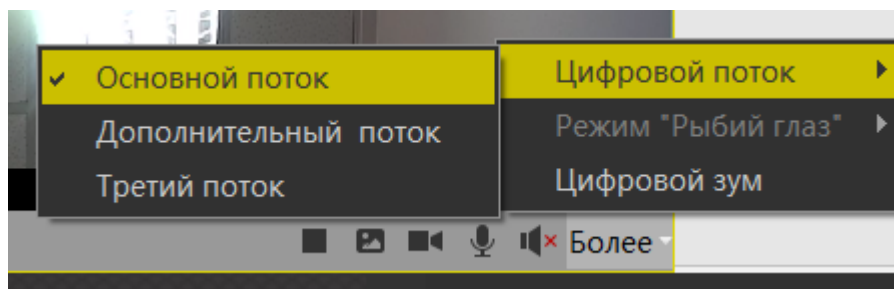 Основной поток
Дополнительный поток
Третий поток
Цифровой поток
Режим "Рыбий глаз"
Цифровой зум
Более